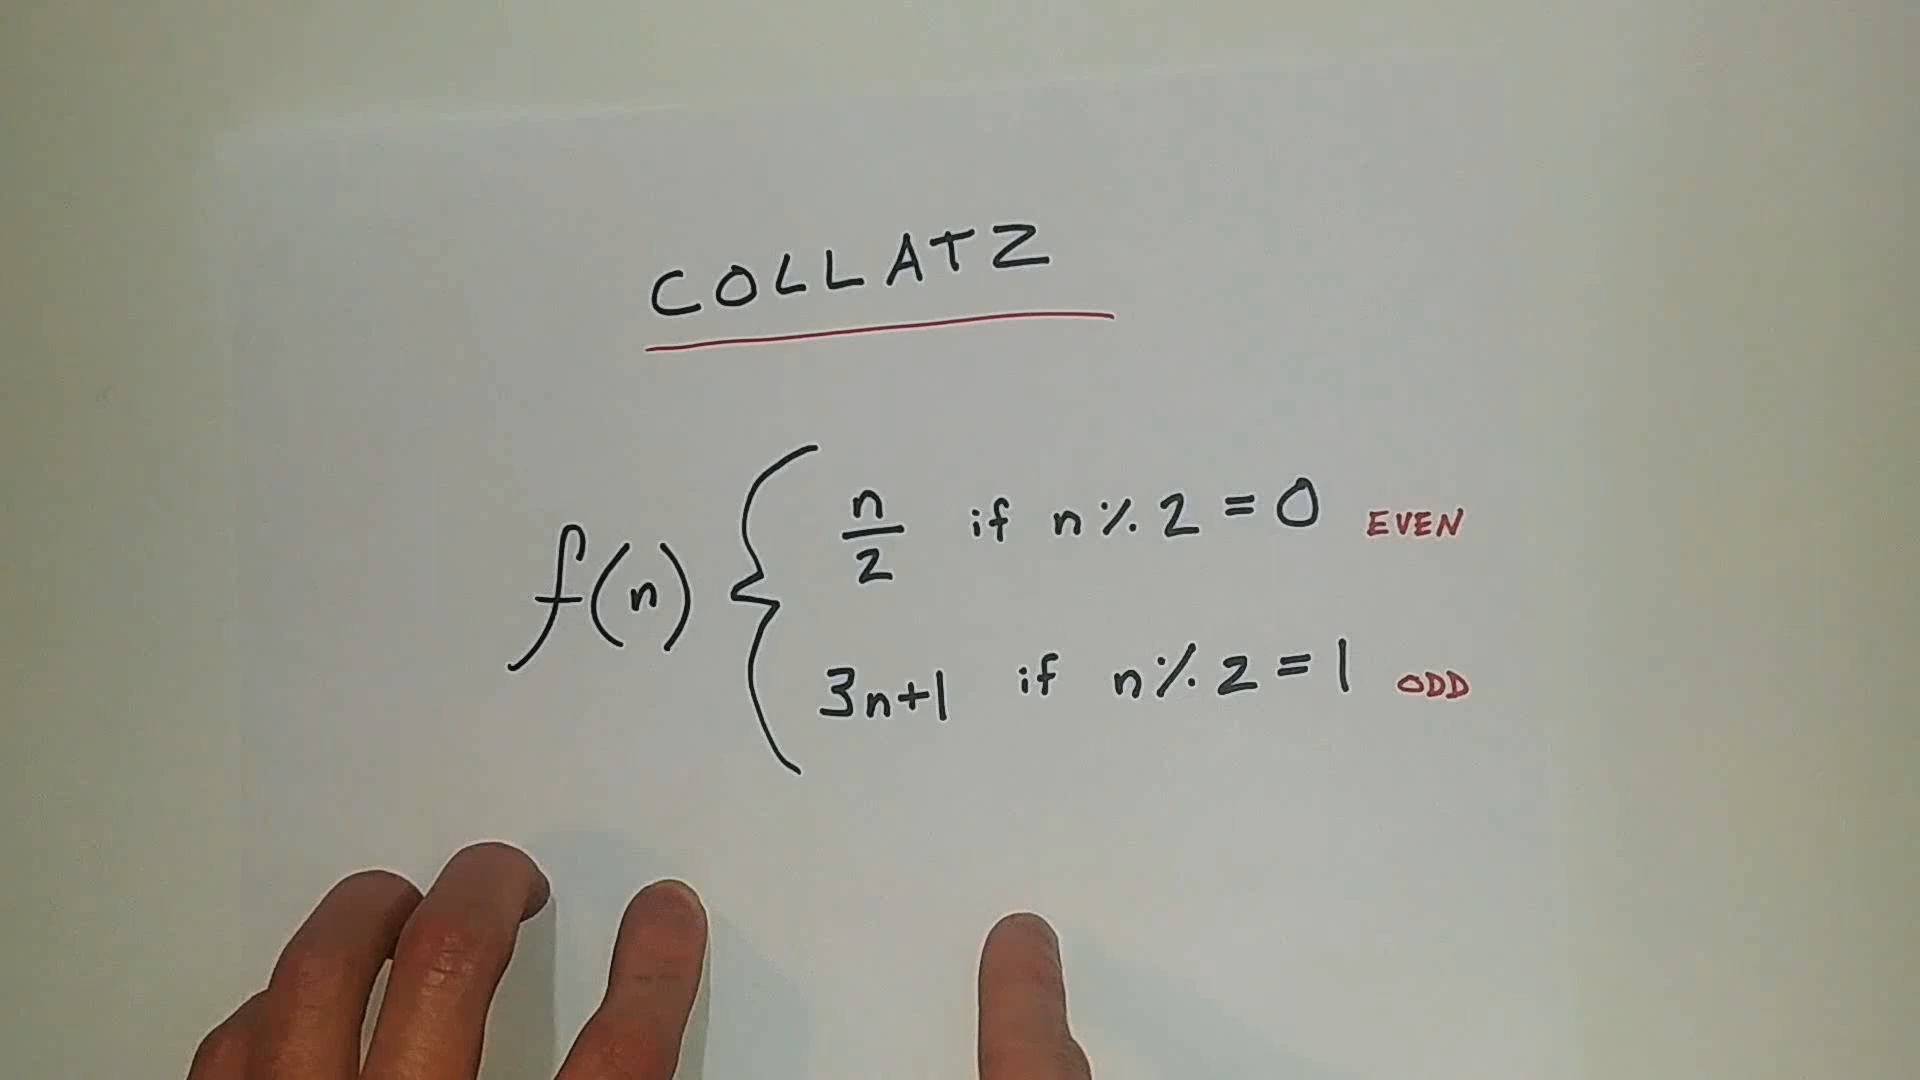 COLLATZ
f(n) { n/2 if n % 2 = 0 EVEN
3n+1 if n % 2 = 1 ODD